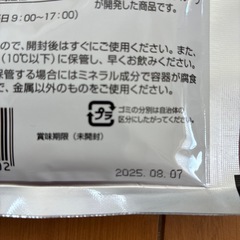 が開発した商品です。
日9:00~17:00)
ので、開封後はすぐにご使用ください。また、
(10℃以下)に保管し、早くお飲みください。
保管する場合にはミネラル成分で容器が腐食
で、金属以外のものをご使用ください。
プラ
ゴミの分別は自治体の
区分にしたがってください。
賞味期限
(未開封)
2025.08.07
02